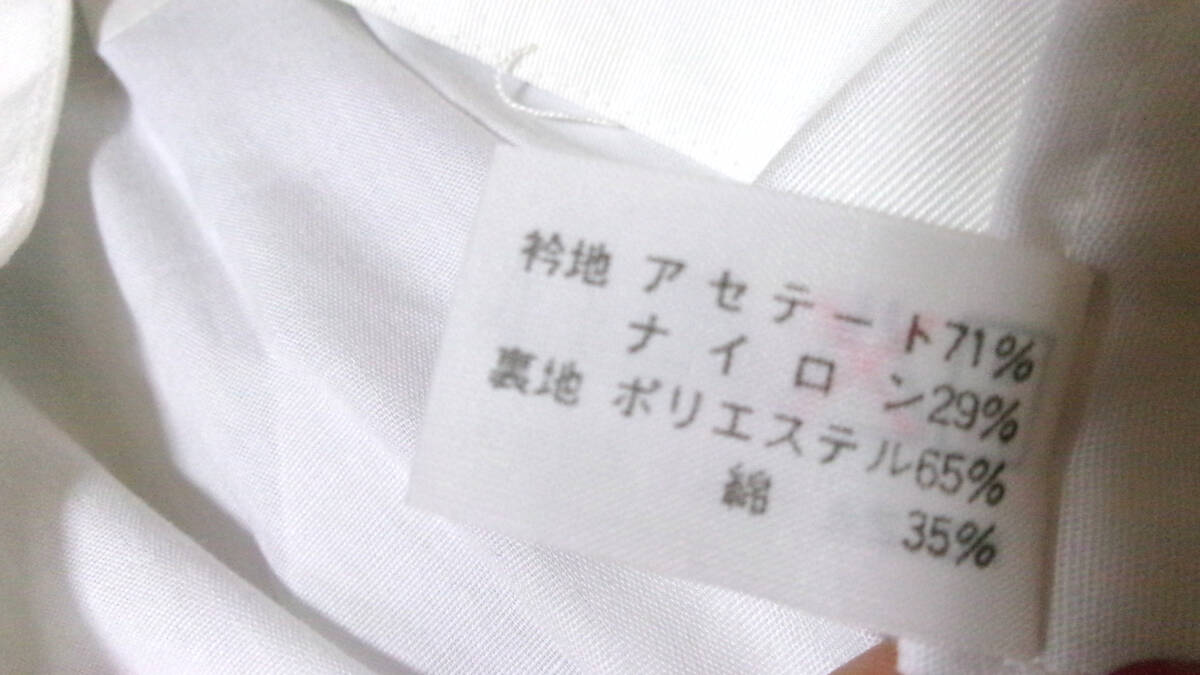 衿地 アセテート71%
ナイロン29%
裏地 ポリエステル65%
綿 35%